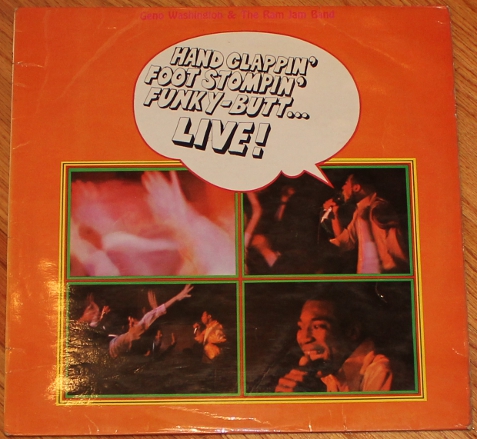 Geno Washington & The Ram Jam Band
HAND CLAPPIN'
FOOT STOMPIN'
FUNKY-BUTT...
LIVE!